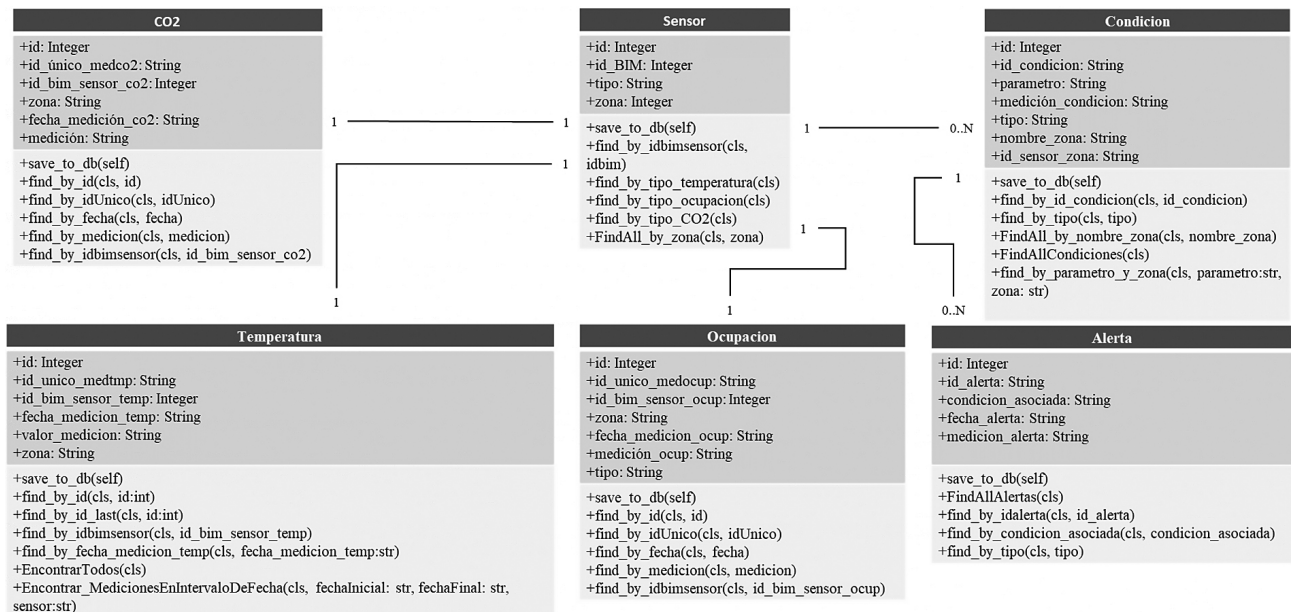 CO2
+id: Integer
+id_único_medco2: String
+id_bim_sensor_co2: Integer
+zona: String
+fecha_medición_co2: String
+medición: String
+save_to_db(self)
+find_by_id(cls, id)
+find_by_idUnico(cls, idUnico)
+find_by_fecha(cls, fecha)
+find_by_medicion(cls, medicion)
+find_by_idbimsensor(cls, id_bim_sensor_co2)
1
1
1
1
Sensor
+id: Integer
+id_BIM: Integer
+tipo: String
+zona: Integer
+save_to_db(self)
+find_by_idbimsensor(cls,
idbim)
+find_by_tipo_temperatura(cls)
+find_by_tipo_ocupacion(cls)
+find_by_tipo_CO2(cls)
+FindAll_by_zona(cls, zona)
1
0..N
1
1
Condicion
+id: Integer
+id_condicion: String
+parametro: String
+medición_condicion: String
+tipo: String
+nombre_zona: String
+id_sensor_zona: String
+save_to_db(self)
+find_by_id_condicion(cls, id_condicion)
+find_by_tipo(cls, tipo)
+FindAll_by_nombre_zona(cls, nombre_zona)
+FindAllCondiciones(cls)
+find_by_parametro_y_zona(cls, parametro:str,
zona: str)
1
0..N
Temperatura
+id: Integer
+id_unico_medtmp: String
+id_bim_sensor_temp: Integer
+fecha_medicion_temp: String
+valor_medicion: String
+zona: String
+save_to_db(self)
+find_by_id(cls, id:int)
+find_by_id_last(cls, id:int)
+find_by_idbimsensor(cls, id_bim_sensor_temp)
+find_by_fecha_medicion_temp(cls, fecha_medicion_temp:str)
+EncontrarTodos(cls)
+Encontrar_MedicionesEnIntervaloDeFecha(cls, fechaInicial: str, fechaFinal: str,
sensor:str)
Ocupacion
+id: Integer
+id_unico_medocup: String
+id_bim_sensor_ocup: Integer
+zona: String
+fecha_medicion_ocup: String
+medición_ocup: String
+tipo: String
+save_to_db(self)
+find_by_id(cls, id)
+find_by_idUnico(cls, idUnico)
+find_by_fecha(cls, fecha)
+find_by_medicion(cls, medicion)
+find_by_idbimsensor(cls, id_bim_sensor_ocup)
Alerta
+id: Integer
+id_alerta: String
+condicion_asociada: String
+fecha_alerta: String
+medicion_alerta: String
+save_to_db(self)
+FindAllAlertas(cls)
+find_by_idalerta(cls, id_alerta)
+find_by_condicion_asociada(cls, condicion_asociada)
+find_by_tipo(cls, tipo)